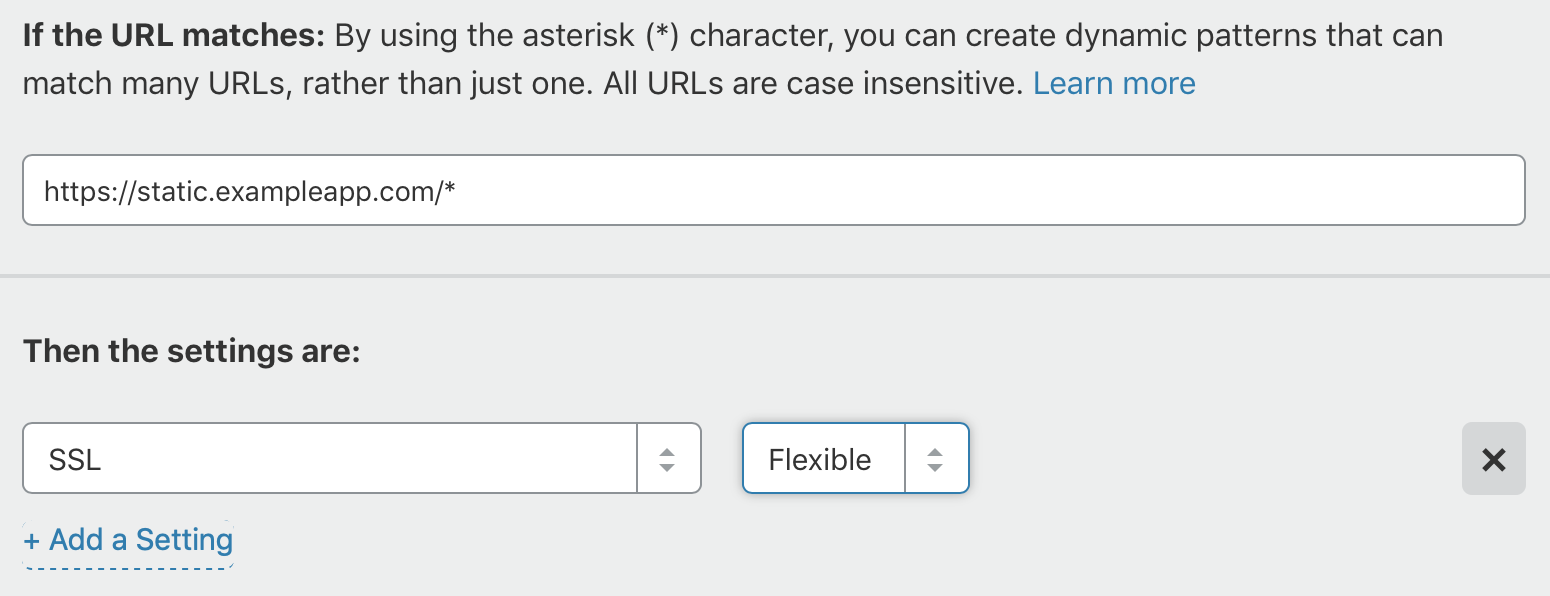 If the URL matches: By using the asterisk (*) character, you can create dynamic patterns that can
match many URLs, rather than just one. All URLs are case insensitive. Learn more
https://static.exampleapp.com/*
Then the settings are:
SSL
Flexible
+ Add a Setting